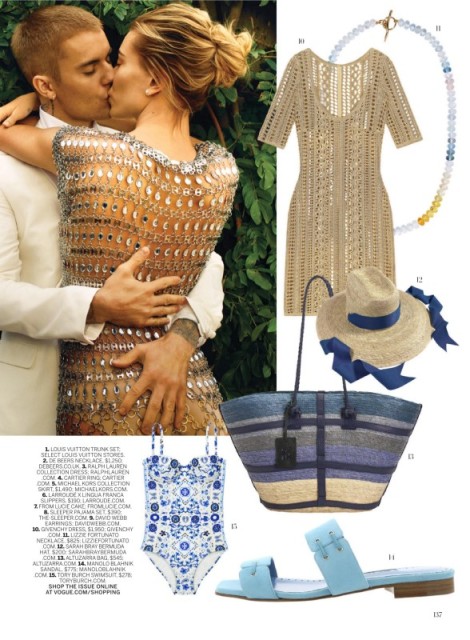 10
11
12
13
1. LOUIS VUITTON TRUNK SET;
SELECT LOUIS VUITTON STORES.
2. DE BEERS NECKLACE, $1,250;
DEBEERS.CO.UK. 3. RALPH LAUREN
COLLECTION DRESS; RALPHLAUREN
.COM. 4. CARTIER RING; CARTIER
.COM. 5. MICHAEL KORS COLLECTION
SKIRT, $1,490; MICHAELKORS.COM.
6. LARROUDÉ X LINGUA FRANCA
SLIPPERS, $390; LARROUDE.COM.
7. FROM LUCIE CAKE; FROMLUCIE.COM.
8. SLEEPER PAJAMA SET, $390;
THE-SLEEPER.COM. 9. DAVID WEBB
EARRINGS; DAVIDWEBB.COM.
10. GIVENCHY DRESS, $1,950; GIVENCHY
.COM. 11. LIZZIE FORTUNATO
NECKLACE, $825; LIZZIEFORTUNATO
.COM. 12. SARAH BRAY BERMUDA
HAT, $200; SARAHBRAYBERMUDA
.COM. 13. ALTUZARRA BAG, $545;
ALTUZARRA.COM. 14. MANOLO BLAHNIK
SANDAL, $775; MANOLOBLAHNIK
.COM. 15. TORY BURCH SWIMSUIT, $278;
TORYBURCH.COM.
SHOP THE ISSUE ONLINE
AT VOGUE.COM/SHOPPING
15
14
137